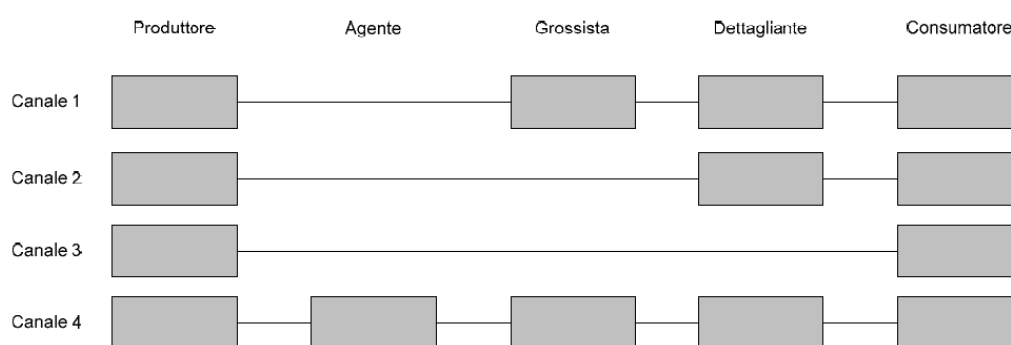 Produttore Agente Grossista Dettagliante Consumatore
Canale 1
Canale 2
Canale 3
Canale 4